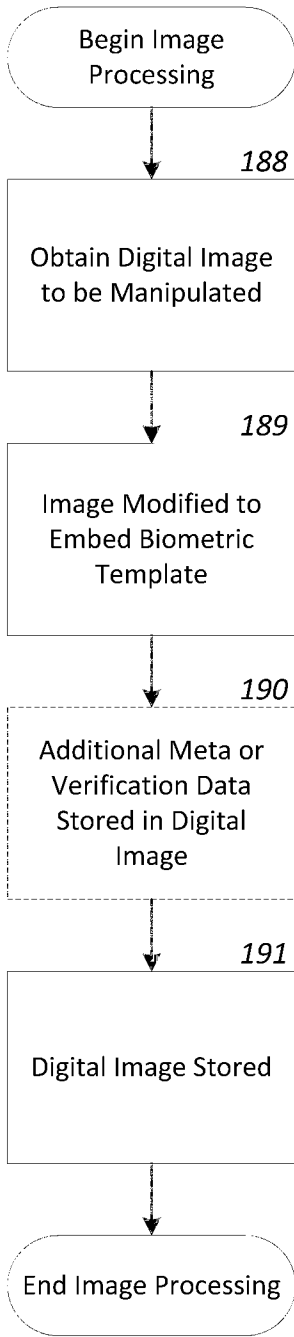 Begin Image
Processing
188
Obtain Digital Image
to be Manipulated
189
Image Modified to
Embed Biometric
Template
190
Additional Meta or
Verification Data
Stored in Digital
Image
191
Digital Image Stored
End Image Processing